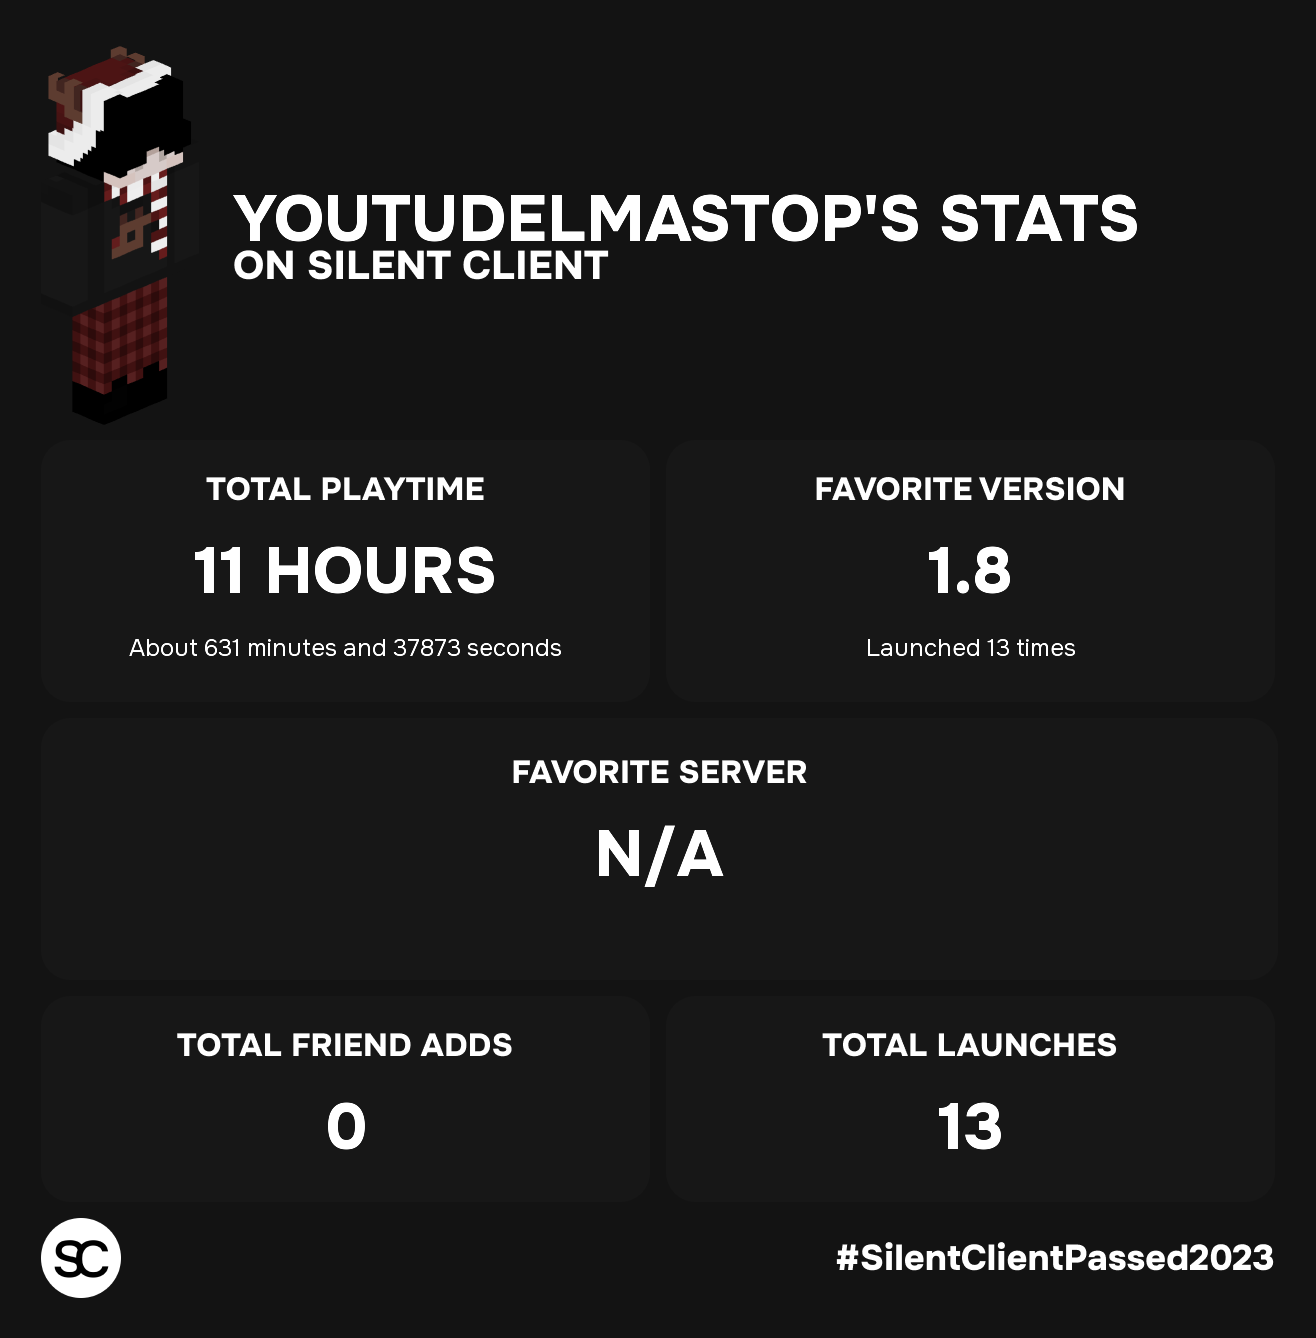 YOUTUDELMASTOP'S STATS
ON SILENT CLIENT
TOTAL PLAYTIME
11 HOURS
About 631 minutes and 37873 seconds
FAVORITE VERSION
1.8
Launched 13 times
FAVORITE SERVER
N/A
TOTAL FRIEND ADDS
0
TOTAL LAUNCHES
13
SC
#SilentClientPassed2023